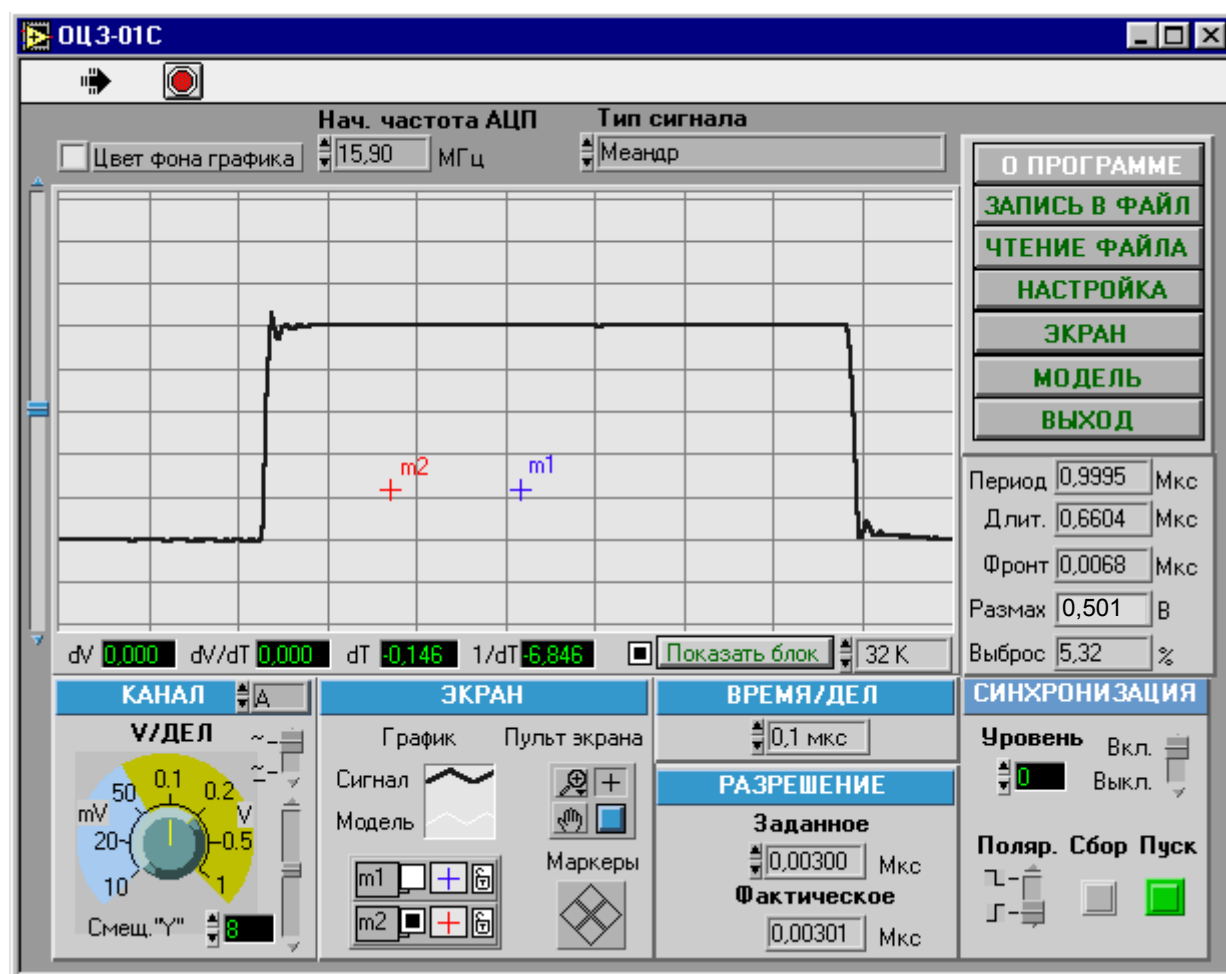 ОЦЗ-01С
Нач. частота АЦП
Тип сигнала
Цвет фона графика
15,90 МГц
Меандр
О ПРОГРАММЕ
ЗАПИСЬ В ФАЙЛ
ЧТЕНИЕ ФАЙЛА
НАСТРОЙКА
ЭКРАН
МОДЕЛЬ
ВЫХОД
m2 m1
Период 0,9995 Мкс
Длит. 0,6604 Мкс
Фронт 0,0068 Мкс
Размах 0,501 В
Выброс 5,32 %
dV 0,000 dV/dT 0,000 dT -0,146 1/dT -6,846 Показать блок 32 K
КАНАЛ A
V/ДЕЛ
~-
≂-
50 0.1 0.2
mV V
20 0.5
10 1
Смещ."Y" 8
ЭКРАН
График Пульт экрана
Сигнал
Модель
Маркеры
m1
m2
ВРЕМЯ/ДЕЛ
0,1 мкс
РАЗРЕШЕНИЕ
Заданное
0,00300 Мкс
Фактическое
0,00301 Мкс
СИНХРОНИЗАЦИЯ
Уровень Вкл.
0 Выкл.
Поляр. Сбор Пуск